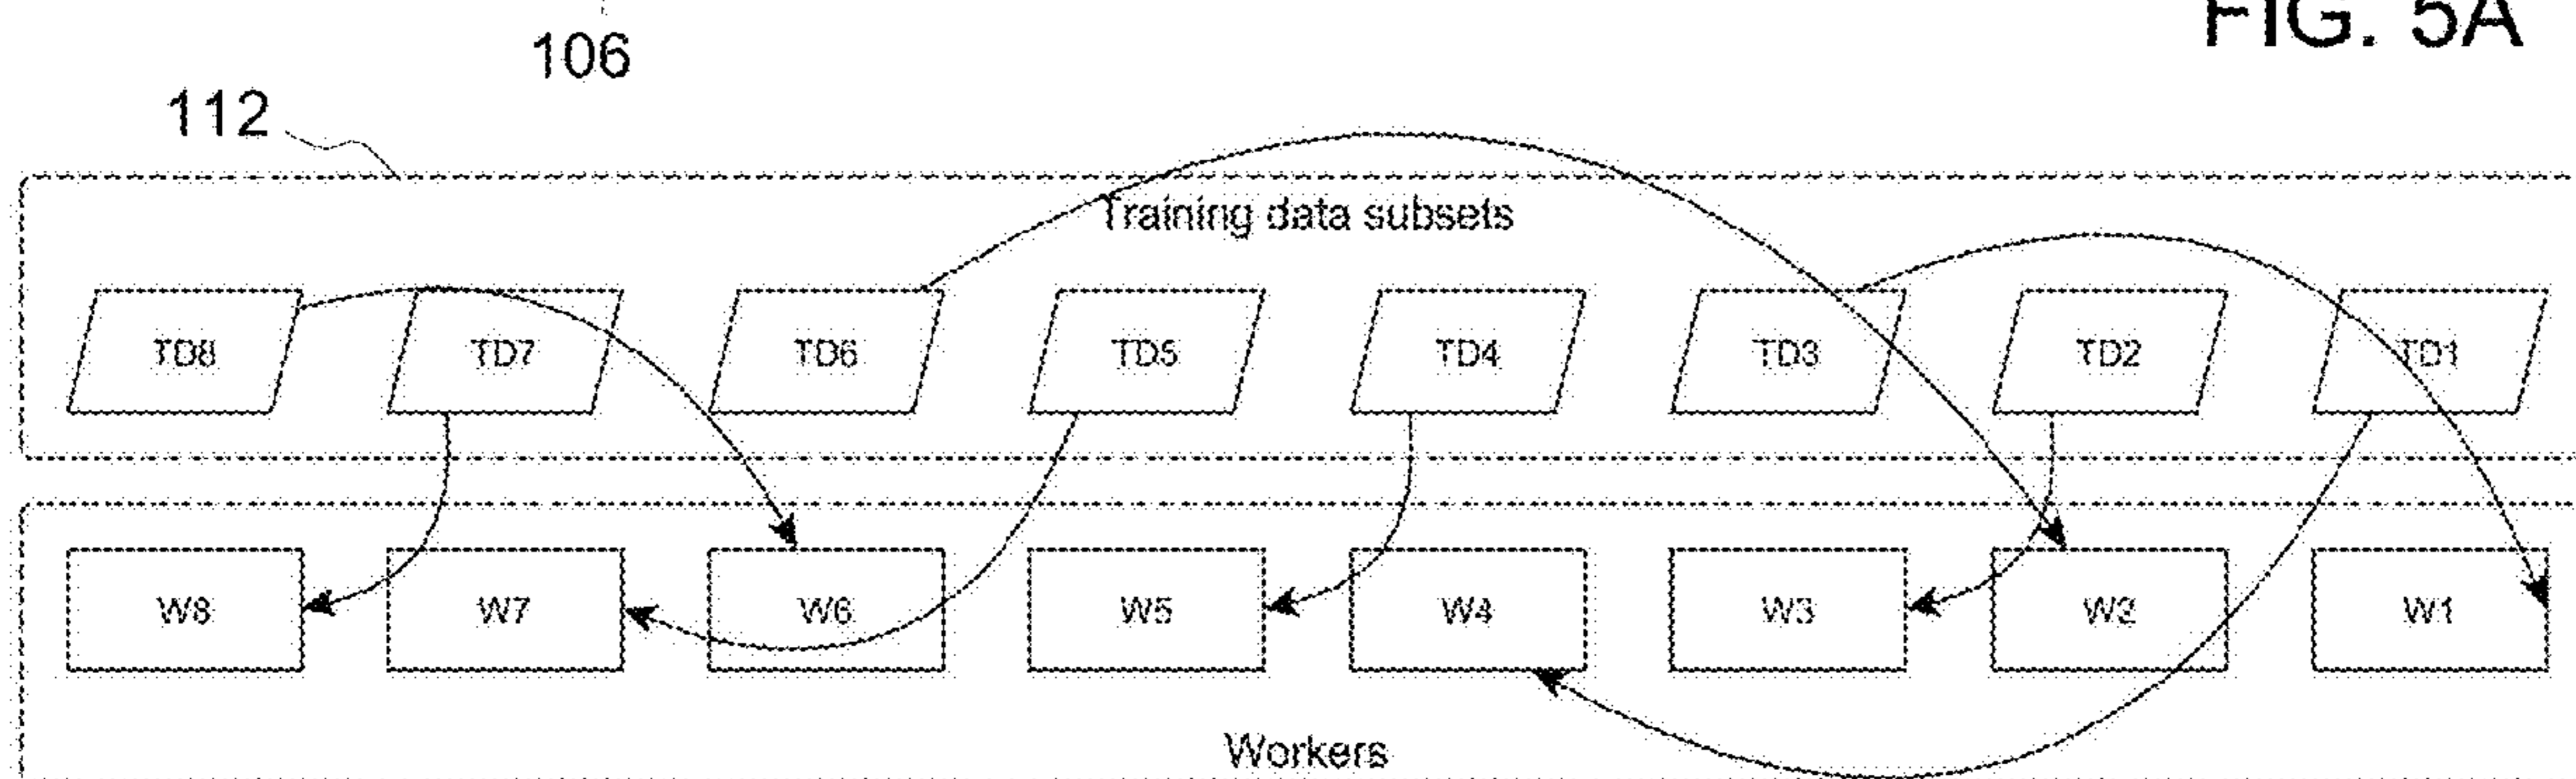 FIG. 5A
106
112
Training data subsets
TD8 TD7 TD6 TD5 TD4 TD3 TD2 TD1
W8 W7 W6 W5 W4 W3 W2 W1
Workers